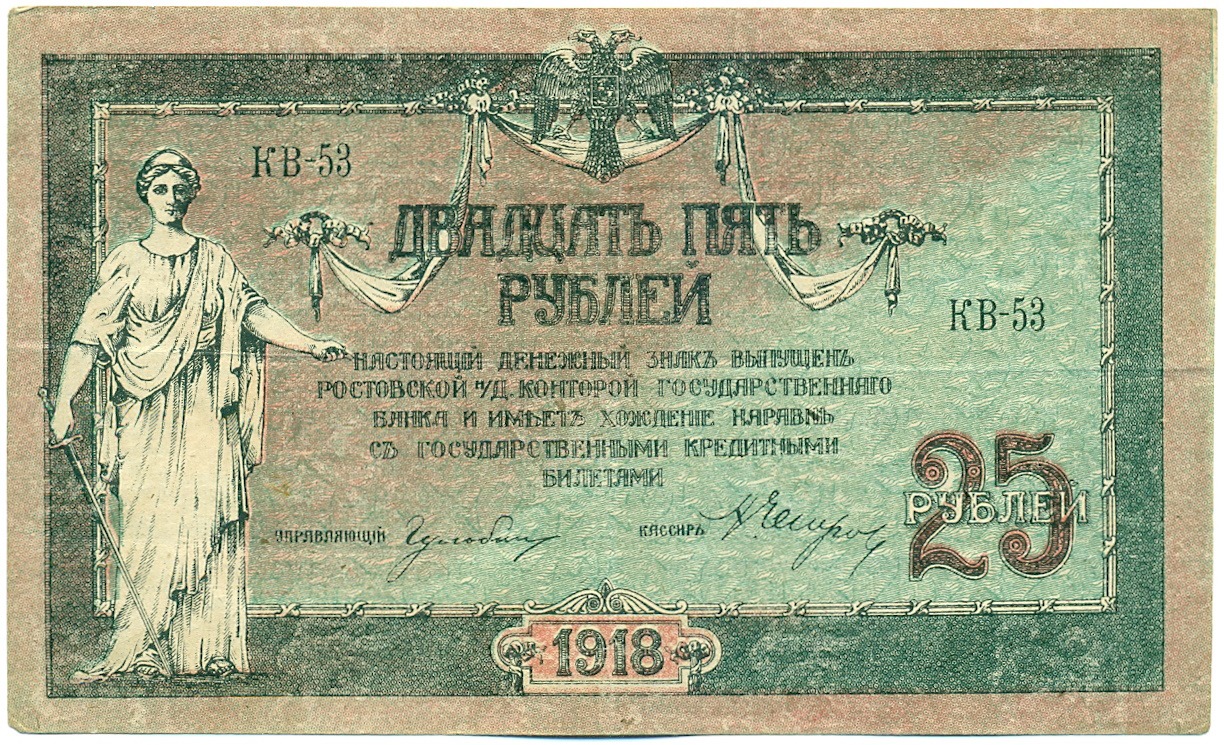 КВ-53
ДВАДЦАТЬ ПЯТЬ
РУБЛЕЙ
КВ-53
НАСТОЯЩІЙ ДЕНЕЖНЫЙ ЗНАКЪ ВЫПУЩЕНЪ
РОСТОВСКОЙ Н/Д. КОНТОРОЙ ГОСУДАРСТВЕННАГО
БАНКА И ИМѢЕТЪ ХОЖДЕНІЕ НАРАВНѢ
СЪ ГОСУДАРСТВЕННЫМИ КРЕДИТНЫМИ
БИЛЕТАМИ
25
РУБЛЕЙ
УПРАВЛЯЮЩІЙ
КАССИРЪ
1918